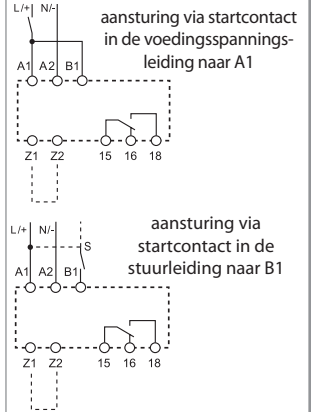 L/+ N/-
aansturing via startcontact
in de voedingsspannings-
leiding naar A1
A1 A2 B1
Z1 Z2 15 16 18
aansturing via
startcontact in de
stuurleiding naar B1
L/+ N/-
S
A1 A2 B1
Z1 Z2 15 16 18